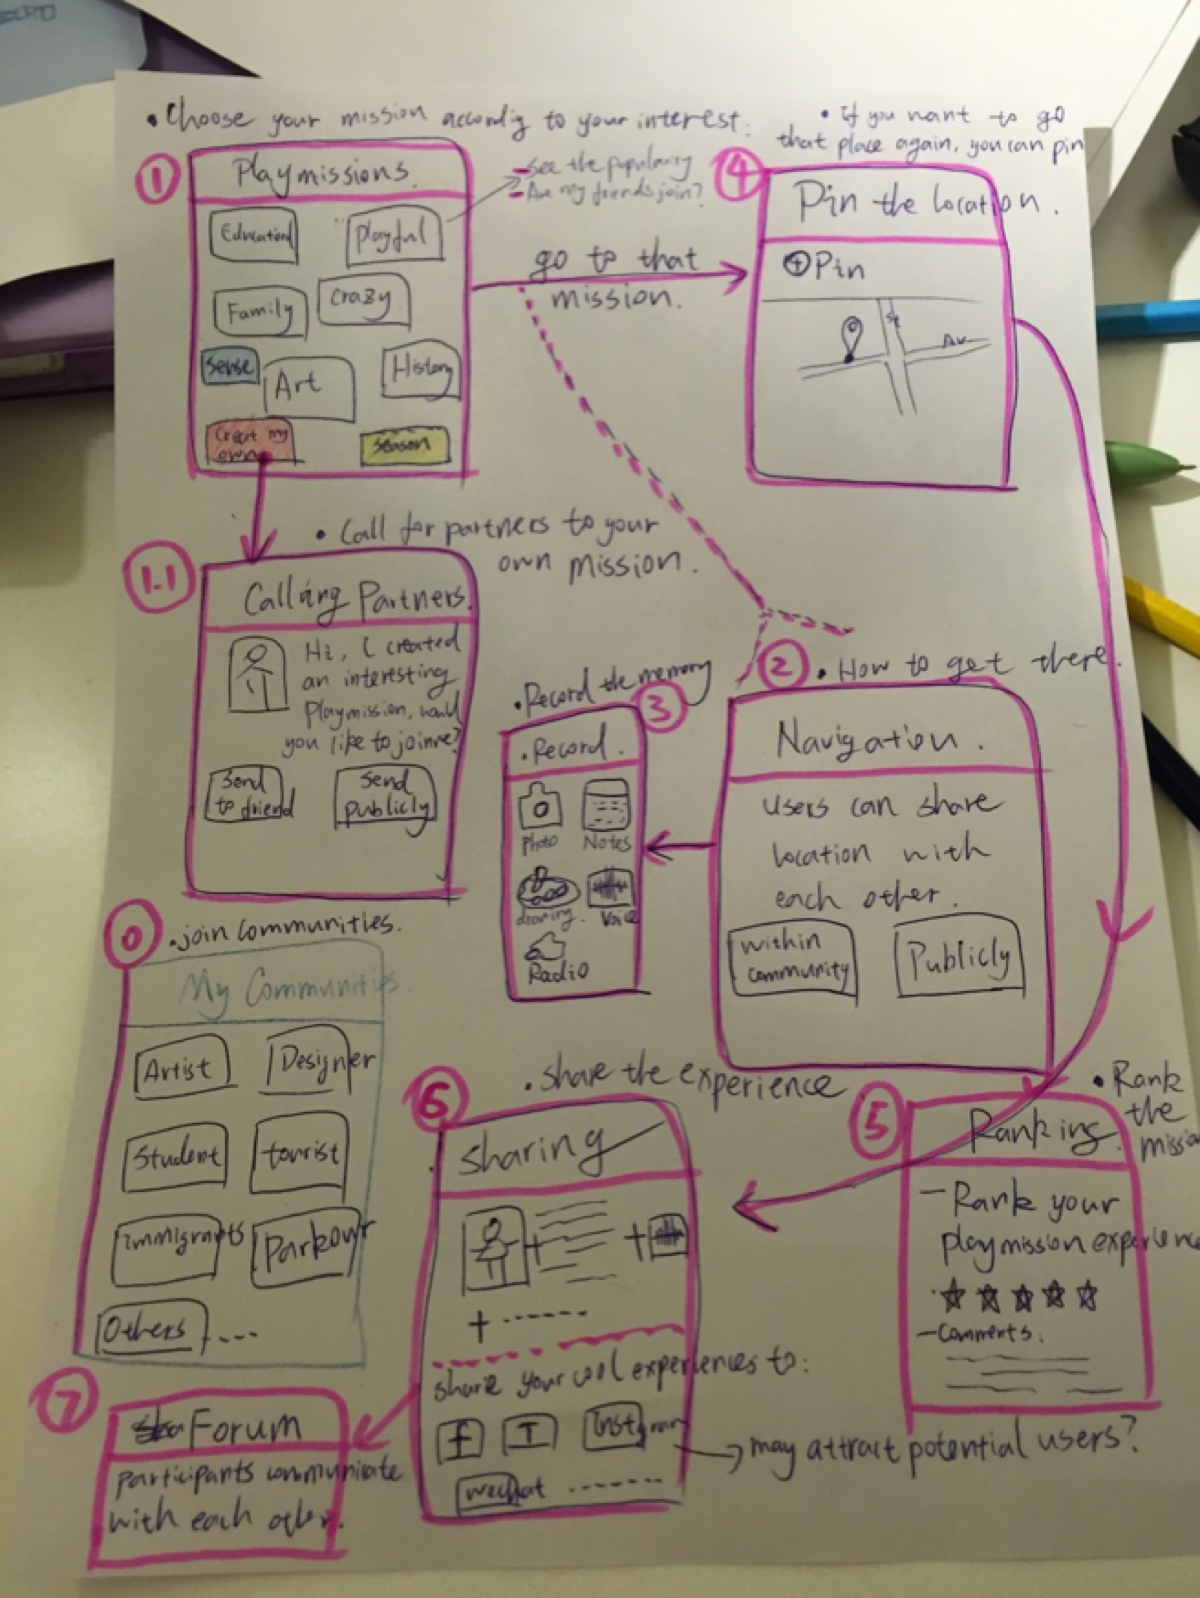 • Choose your mission accordig to your interest:
1
Playmissions.
Education
Playful
Family
Crazy
Sense
Art
History
Creat my
own
Season
- See the popularity
- Are my friends join?
go to that
mission.
• If you want to go
that place again, you can pin
4
Pin the location.
+ Pin
St
Av.
• Call for partners to your
own mission.
1.1
Calling Partners.
Hi, I created
an interesting
Playmission, would
you like to joinme?
Send
to friend
Send
publicly
2
• How to get there.
Navigation.
users can share
location with
each other.
within
community
Publicly
• Record the memory
3
• Record.
Photo
Notes
drawing.
Voice
Radio
0
• join communities.
My Communities
Artist
Designer
Student
tourist
Immigrants
Parkour
Others ....
6
• share the experience
sharing
+
+
+ -------
share your cool experiences to:
f
T
Instgram
wechat -------
may attract potential users?
5
• Rank
the
missio
Ranking
- Rank your
playmission experience
- Comments.
7
Forum
Participants communicate
with each other.